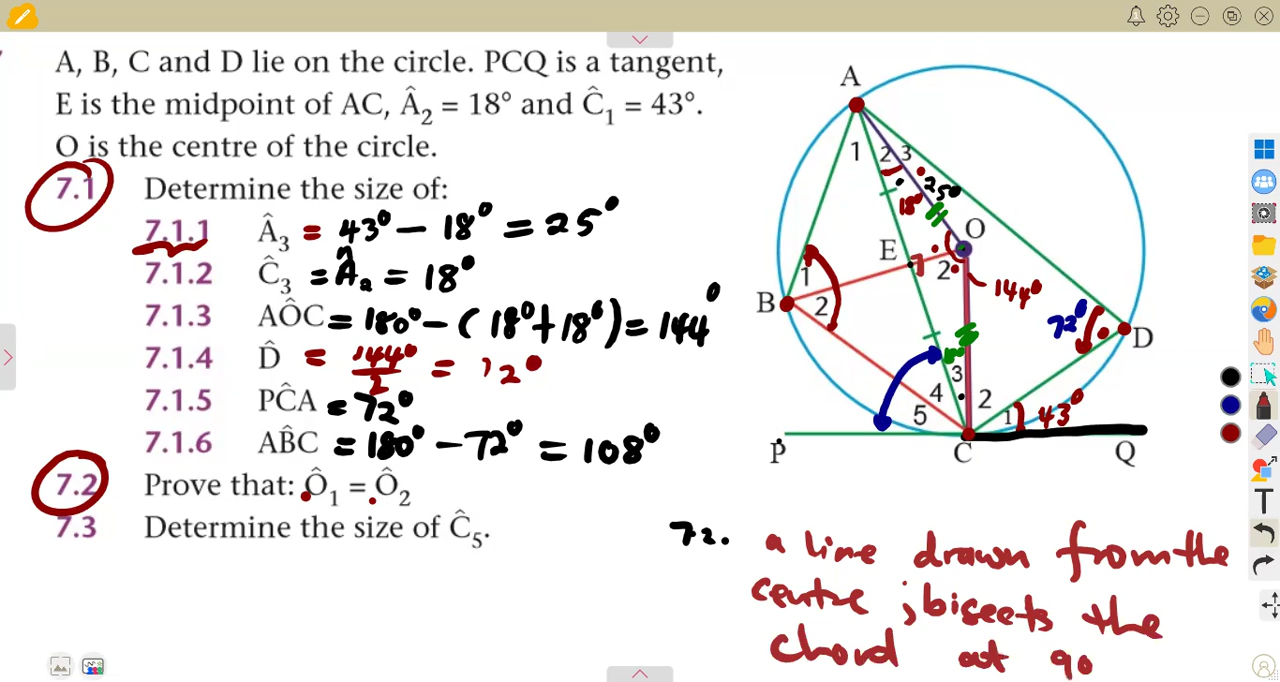 A, B, C and D lie on the circle. PCQ is a tangent,
E is the midpoint of AC, Â₂ = 18° and Ĉ₁ = 43°.
O is the centre of the circle.
7.1 Determine the size of:
7.1.1 Â₃ = 43° - 18° = 25°
7.1.2 Ĉ₃ = Â₂ = 18°
7.1.3 AÔC = 180° - (18° + 18°) = 144°
7.1.4 D̂ = 144°/2 = 72°
7.1.5 PĈA = 72°
7.1.6 AB̂C = 180° - 72° = 108°
7.2 Prove that: Ô₁ = Ô₂
7.3 Determine the size of Ĉ₅.
A
1 2 3
18° 25°
O
E
2
144°
B
1
2
72°
D
3
4 2
5 1 43°
P C Q
72.
a line drawn from the
centre ; bisects the
chord at 90